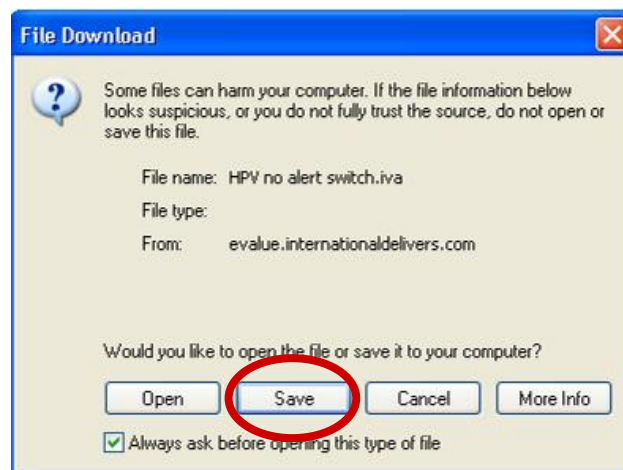 File Download
Some files can harm your computer. If the file information below
looks suspicious, or you do not fully trust the source, do not open or
save this file.
File name: HPV no alert switch.iva
File type:
From: evalue.internationaldelivers.com
Would you like to open the file or save it to your computer?
Open Save Cancel More Info
Always ask before opening this type of file